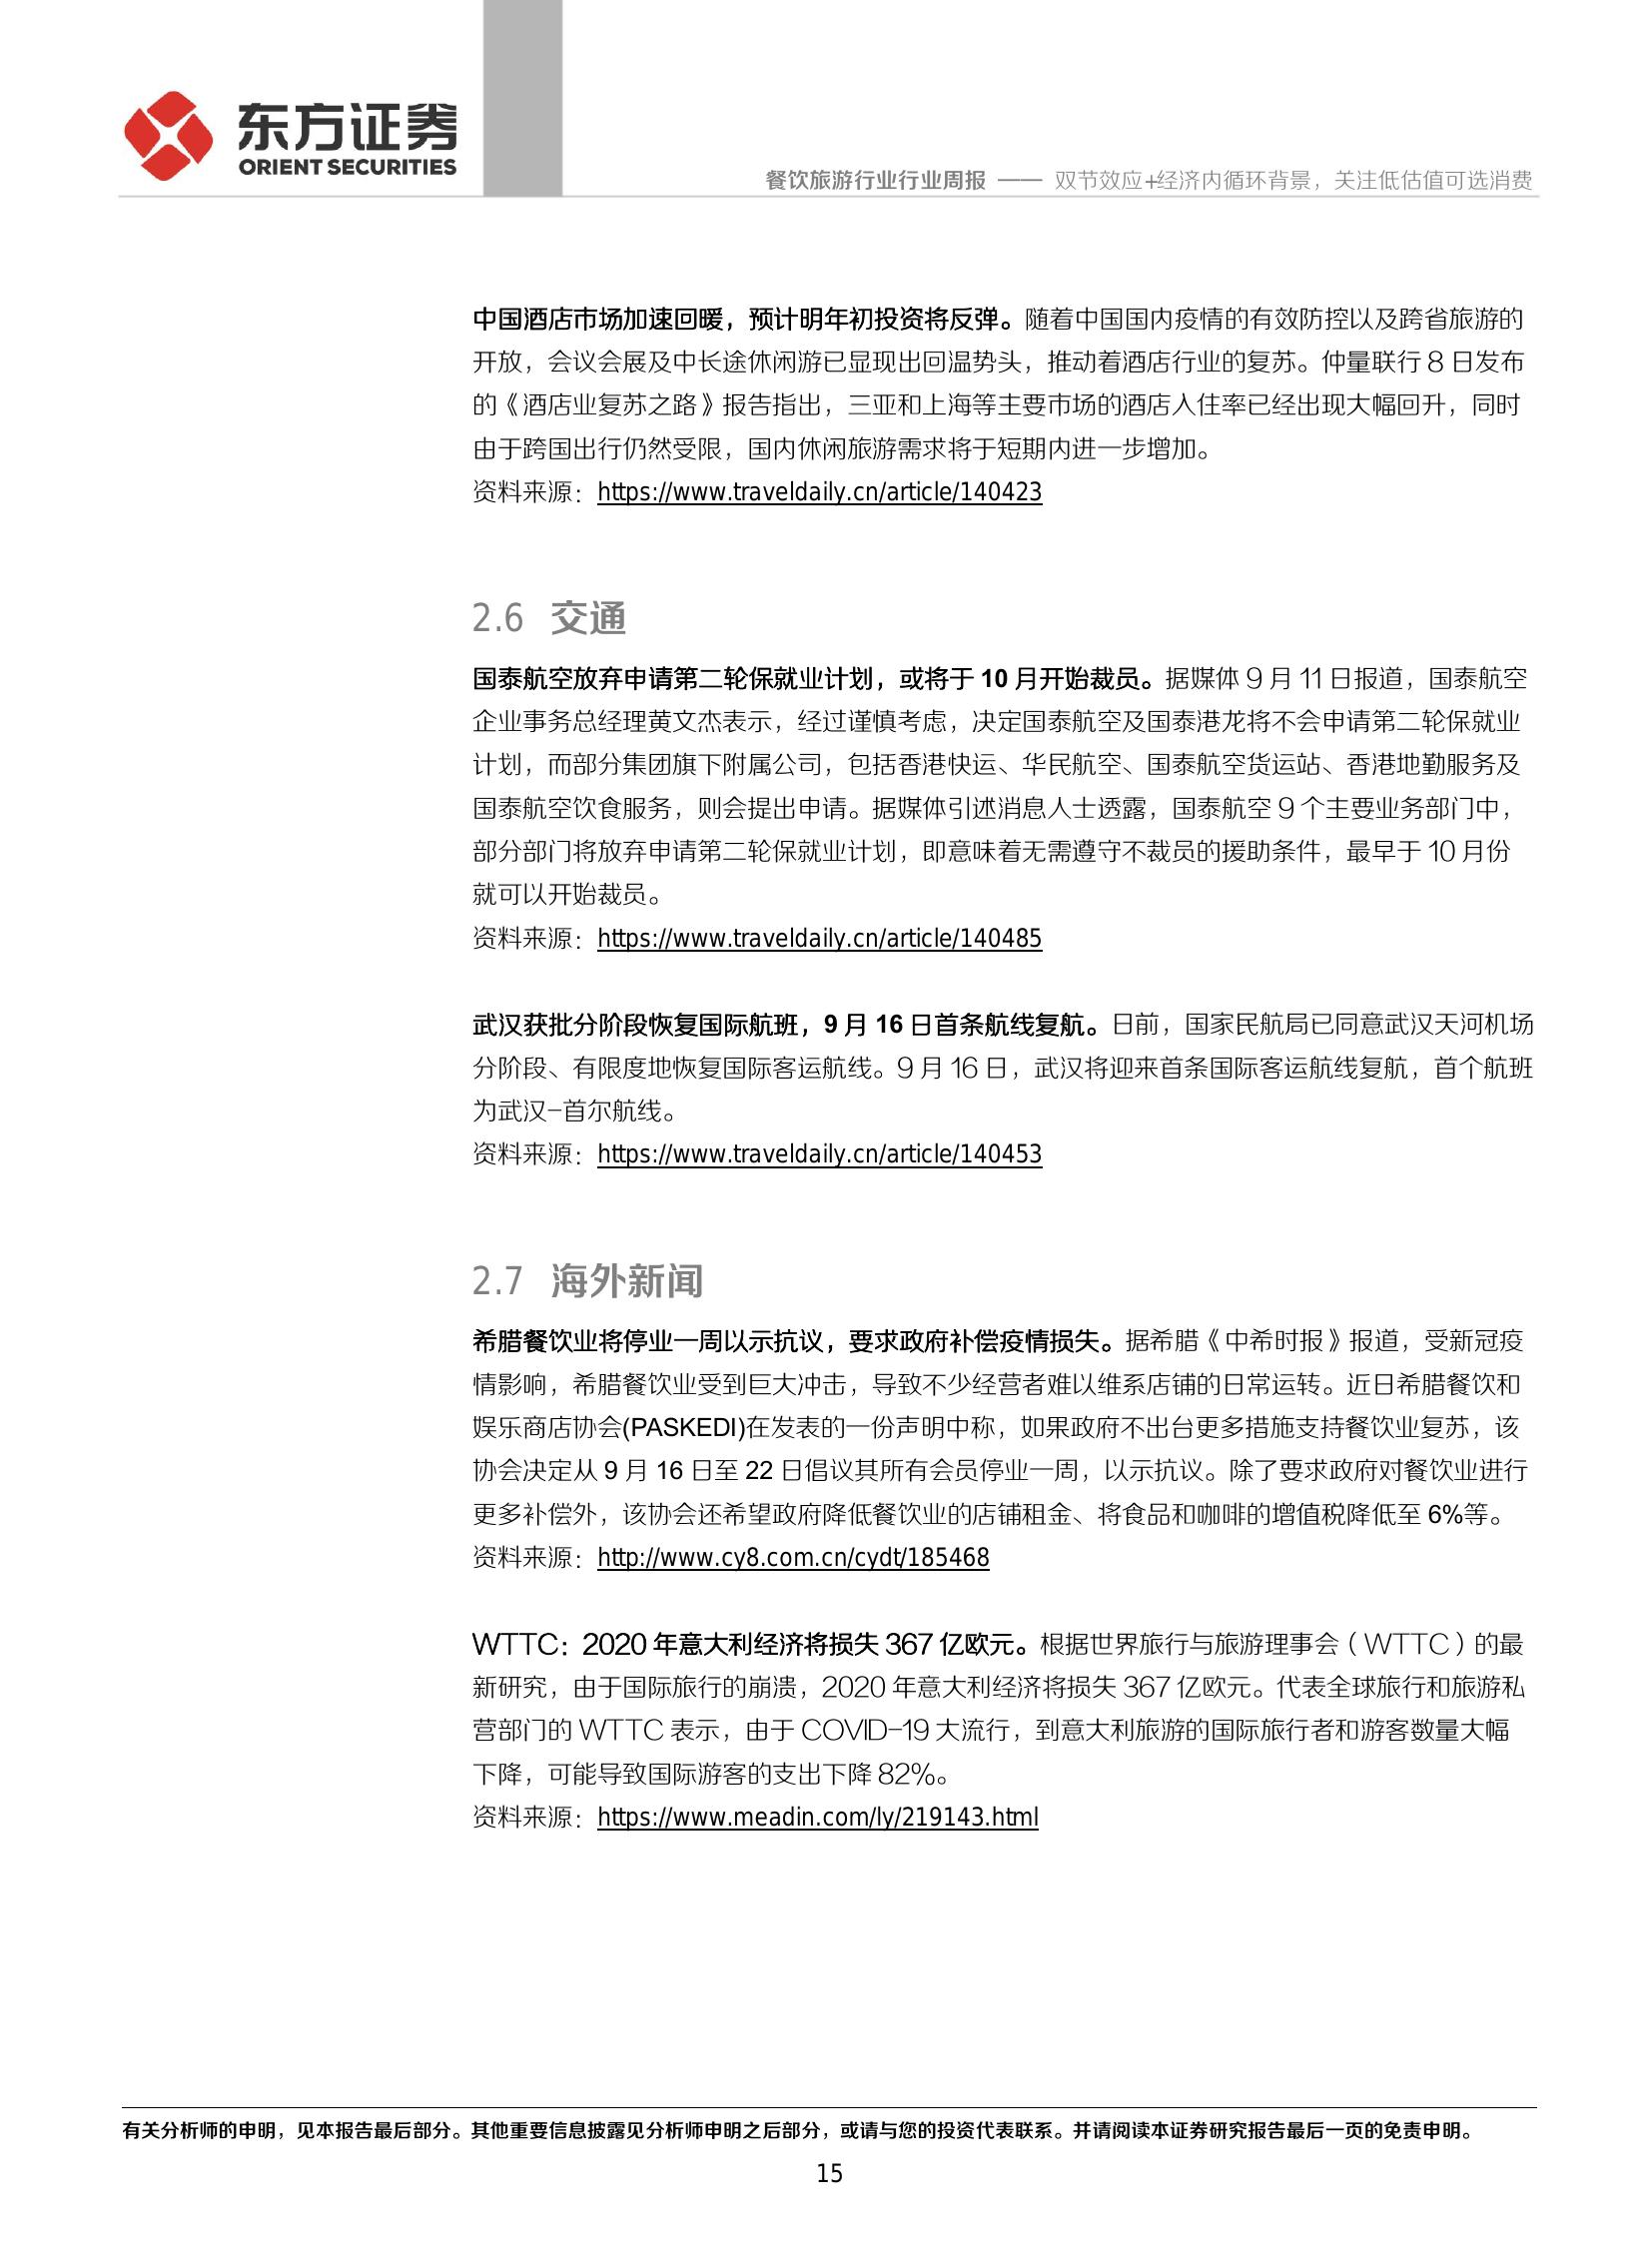 东方证券
ORIENT SECURITIES
餐饮旅游行业行业周报 —— 双节效应+经济内循环背景，关注低估值可选消费
中国酒店市场加速回暖，预计明年初投资将反弹。随着中国国内疫情的有效防控以及跨省旅游的
开放，会议会展及中长途休闲游已显现出回温势头，推动着酒店行业的复苏。仲量联行 8 日发布
的《酒店业复苏之路》报告指出，三亚和上海等主要市场的酒店入住率已经出现大幅回升，同时
由于跨国出行仍然受限，国内休闲旅游需求将于短期内进一步增加。
资料来源：https://www.traveldaily.cn/article/140423
2.6 交通
国泰航空放弃申请第二轮保就业计划，或将于 10 月开始裁员。据媒体 9 月 11 日报道，国泰航空
企业事务总经理黄文杰表示，经过谨慎考虑，决定国泰航空及国泰港龙将不会申请第二轮保就业
计划，而部分集团旗下附属公司，包括香港快运、华民航空、国泰航空货运站、香港地勤服务及
国泰航空饮食服务，则会提出申请。据媒体引述消息人士透露，国泰航空 9 个主要业务部门中，
部分部门将放弃申请第二轮保就业计划，即意味着无需遵守不裁员的援助条件，最早于 10 月份
就可以开始裁员。
资料来源：https://www.traveldaily.cn/article/140485
武汉获批分阶段恢复国际航班，9 月 16 日首条航线复航。日前，国家民航局已同意武汉天河机场
分阶段、有限度地恢复国际客运航线。9 月 16 日，武汉将迎来首条国际客运航线复航，首个航班
为武汉-首尔航线。
资料来源：https://www.traveldaily.cn/article/140453
2.7 海外新闻
希腊餐饮业将停业一周以示抗议，要求政府补偿疫情损失。据希腊《中希时报》报道，受新冠疫
情影响，希腊餐饮业受到巨大冲击，导致不少经营者难以维系店铺的日常运转。近日希腊餐饮和
娱乐商店协会(PASKEDI)在发表的一份声明中称，如果政府不出台更多措施支持餐饮业复苏，该
协会决定从 9 月 16 日至 22 日倡议其所有会员停业一周，以示抗议。除了要求政府对餐饮业进行
更多补偿外，该协会还希望政府降低餐饮业的店铺租金、将食品和咖啡的增值税降低至 6%等。
资料来源：http://www.cy8.com.cn/cydt/185468
WTTC：2020 年意大利经济将损失 367 亿欧元。根据世界旅行与旅游理事会（WTTC）的最
新研究，由于国际旅行的崩溃，2020 年意大利经济将损失 367 亿欧元。代表全球旅行和旅游私
营部门的 WTTC 表示，由于 COVID-19 大流行，到意大利旅游的国际旅行者和游客数量大幅
下降，可能导致国际游客的支出下降 82%。
资料来源：https://www.meadin.com/ly/219143.html
有关分析师的申明，见本报告最后部分。其他重要信息披露见分析师申明之后部分，或请与您的投资代表联系。并请阅读本证券研究报告最后一页的免责申明。
15